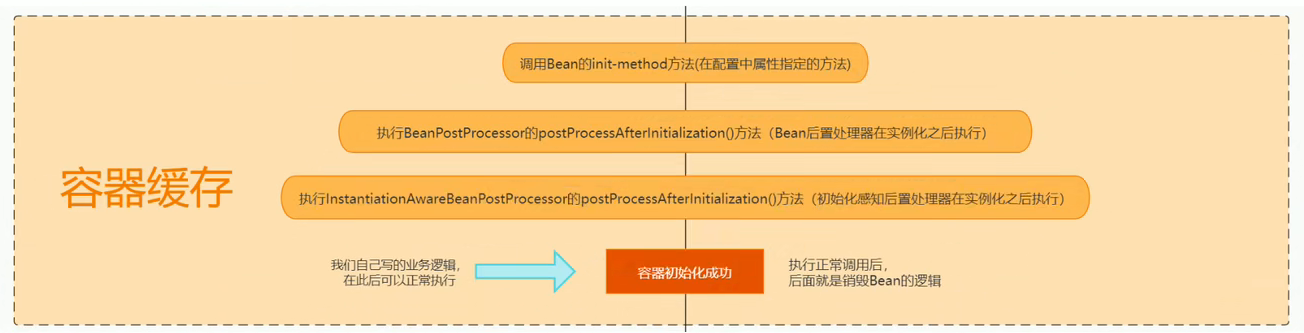 调用Bean的init-method方法(在配置中属性指定的方法)
执行BeanPostProcessor的postProcessAfterInitialization()方法（Bean后置处理器在实例化之后执行）
容器缓存
执行InstantiationAwareBeanPostProcessor的postProcessAfterInitialization()方法（初始化感知后置处理器在实例化之后执行）
我们自己写的业务逻辑，
在此后可以正常执行
容器初始化成功
执行正常调用后，
后面就是销毁Bean的逻辑